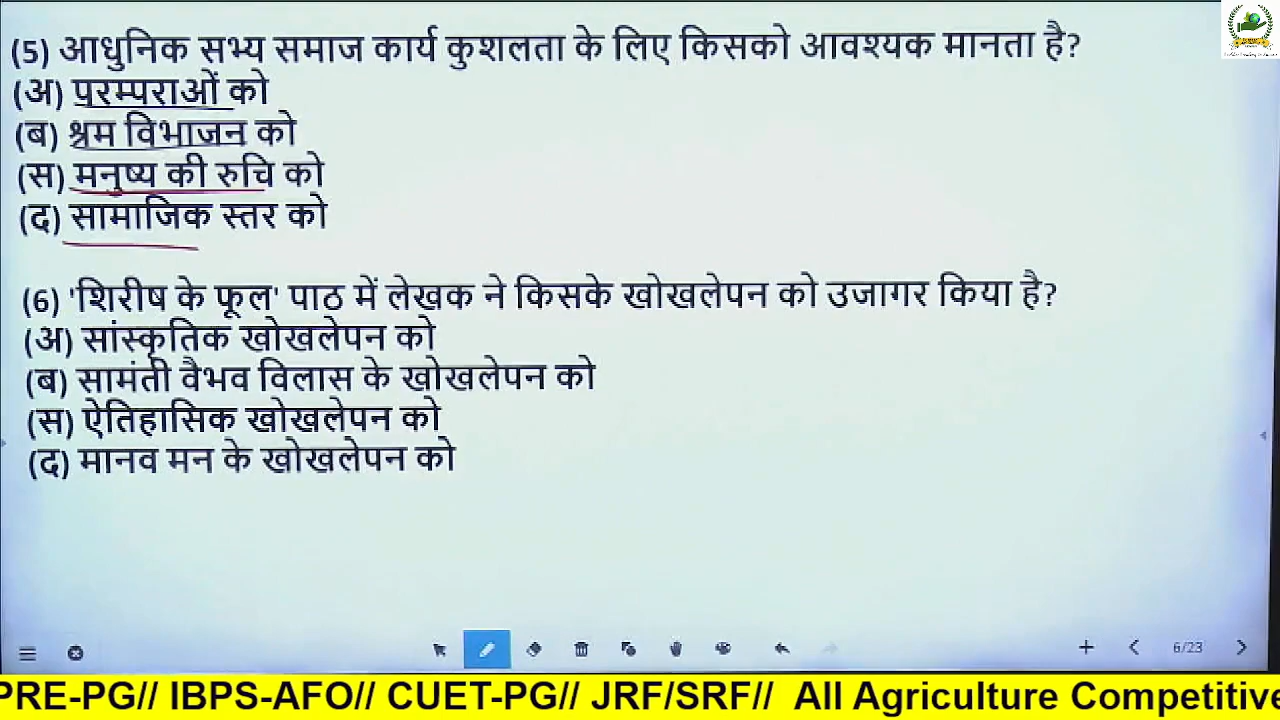 (5) आधुनिक सभ्य समाज कार्य कुशलता के लिए किसको आवश्यक मानता है?
(अ) परम्पराओं को
(ब) श्रम विभाजन को
(स) मनुष्य की रुचि को
(द) सामाजिक स्तर को
(6) 'शिरीष के फूल' पाठ में लेखक ने किसके खोखलेपन को उजागर किया है?
(अ) सांस्कृतिक खोखलेपन को
(ब) सामंती वैभव विलास के खोखलेपन को
(स) ऐतिहासिक खोखलेपन को
(द) मानव मन के खोखलेपन को
6/23
PRE-PG// IBPS-AFO// CUET-PG// JRF/SRF// All Agriculture Competitive